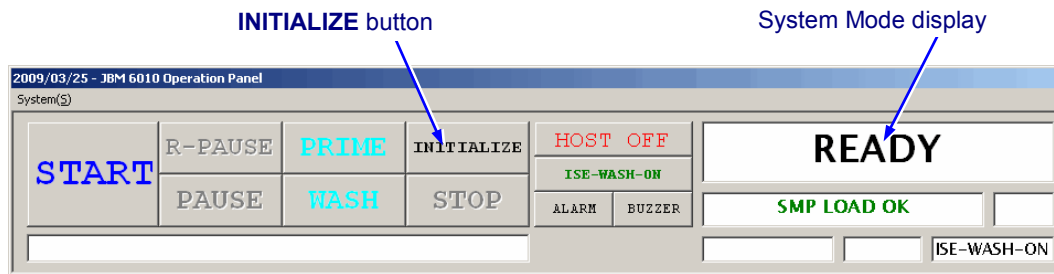 INITIALIZE button
System Mode display
2009/03/25 - JBM 6010 Operation Panel
System(S)
START
R-PAUSE
PRIME
INITIALIZE
PAUSE
WASH
STOP
HOST OFF
ISE-WASH-ON
ALARM
BUZZER
READY
SMP LOAD OK
ISE-WASH-ON